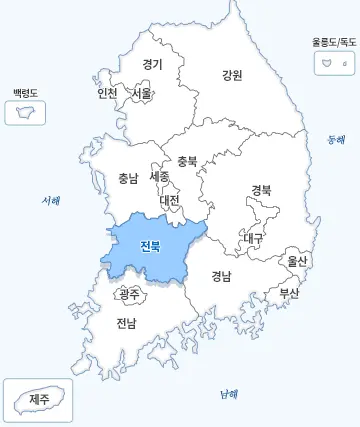 울릉도/독도
경기
강원
백령도
인천
서울
동해
충북
충남
세종
경북
대전
서해
대구
전북
울산
경남
광주
부산
전남
남해
제주